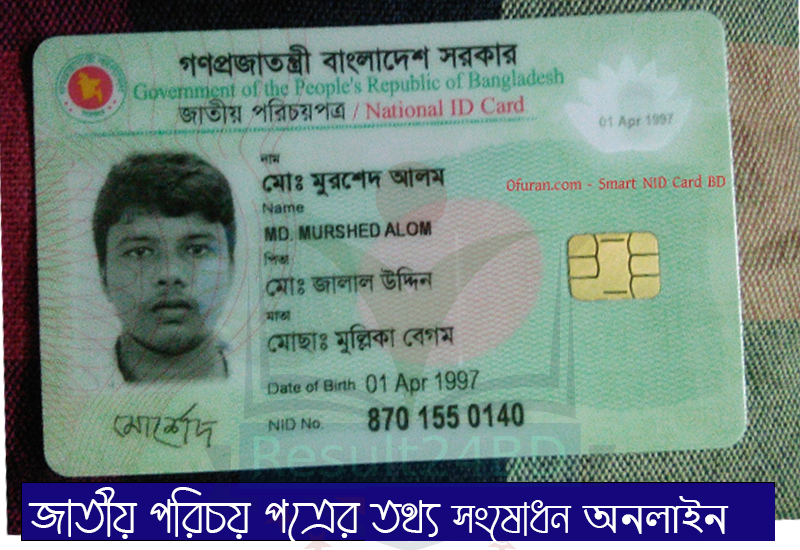 গণপ্রজাতন্ত্রী বাংলাদেশ সরকার
Government of the People's Republic of Bangladesh
জাতীয় পরিচয়পত্র / National ID Card
01 Apr 1997
নাম
মোঃ মুরশেদ আলম
Ofuran.com - Smart NID Card BD
Name
MD. MURSHED ALOM
পিতা
মোঃ জালাল উদ্দিন
মাতা
মোছাঃ মুল্লিকা বেগম
Date of Birth 01 Apr 1997
মোর্শেদ
NID No. 870 155 0140
Result24BD
জাতীয় পরিচয় পত্রের তথ্য সংষোধন অনলাইন